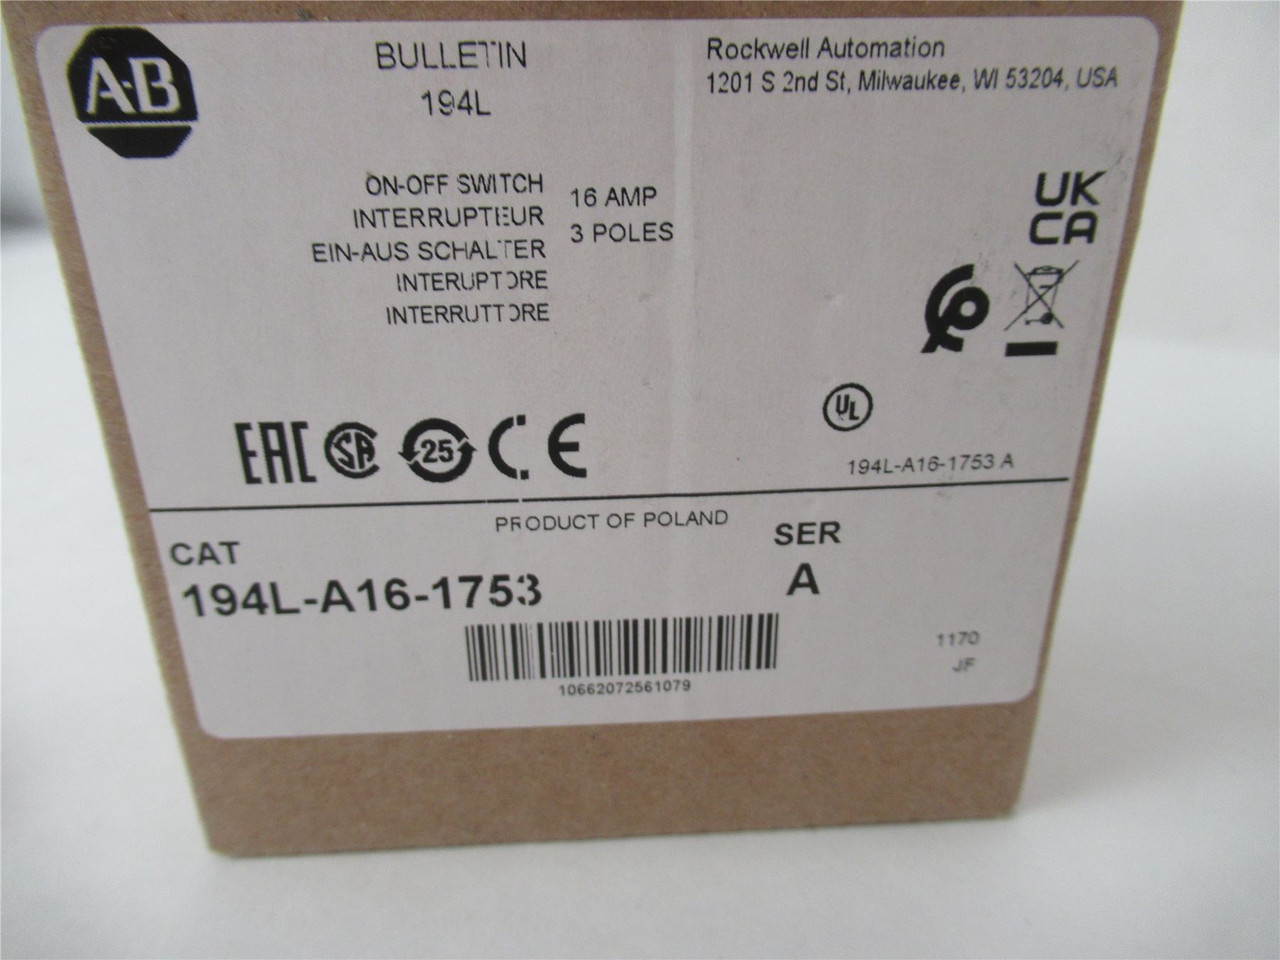 A-B
BULLETIN
194L
Rockwell Automation
1201 S 2nd St, Milwaukee, WI 53204, USA
ON-OFF SWITCH
INTERRUPTEUR
EIN-AUS SCHALTER
INTERUPTORE
INTERRUTTORE
16 AMP
3 POLES
UK
CA
UL
EAC SA 25 CE
194L-A16-1753 A
PRODUCT OF POLAND
CAT
194L-A16-1753
SER
A
10662072561079
1170
JF